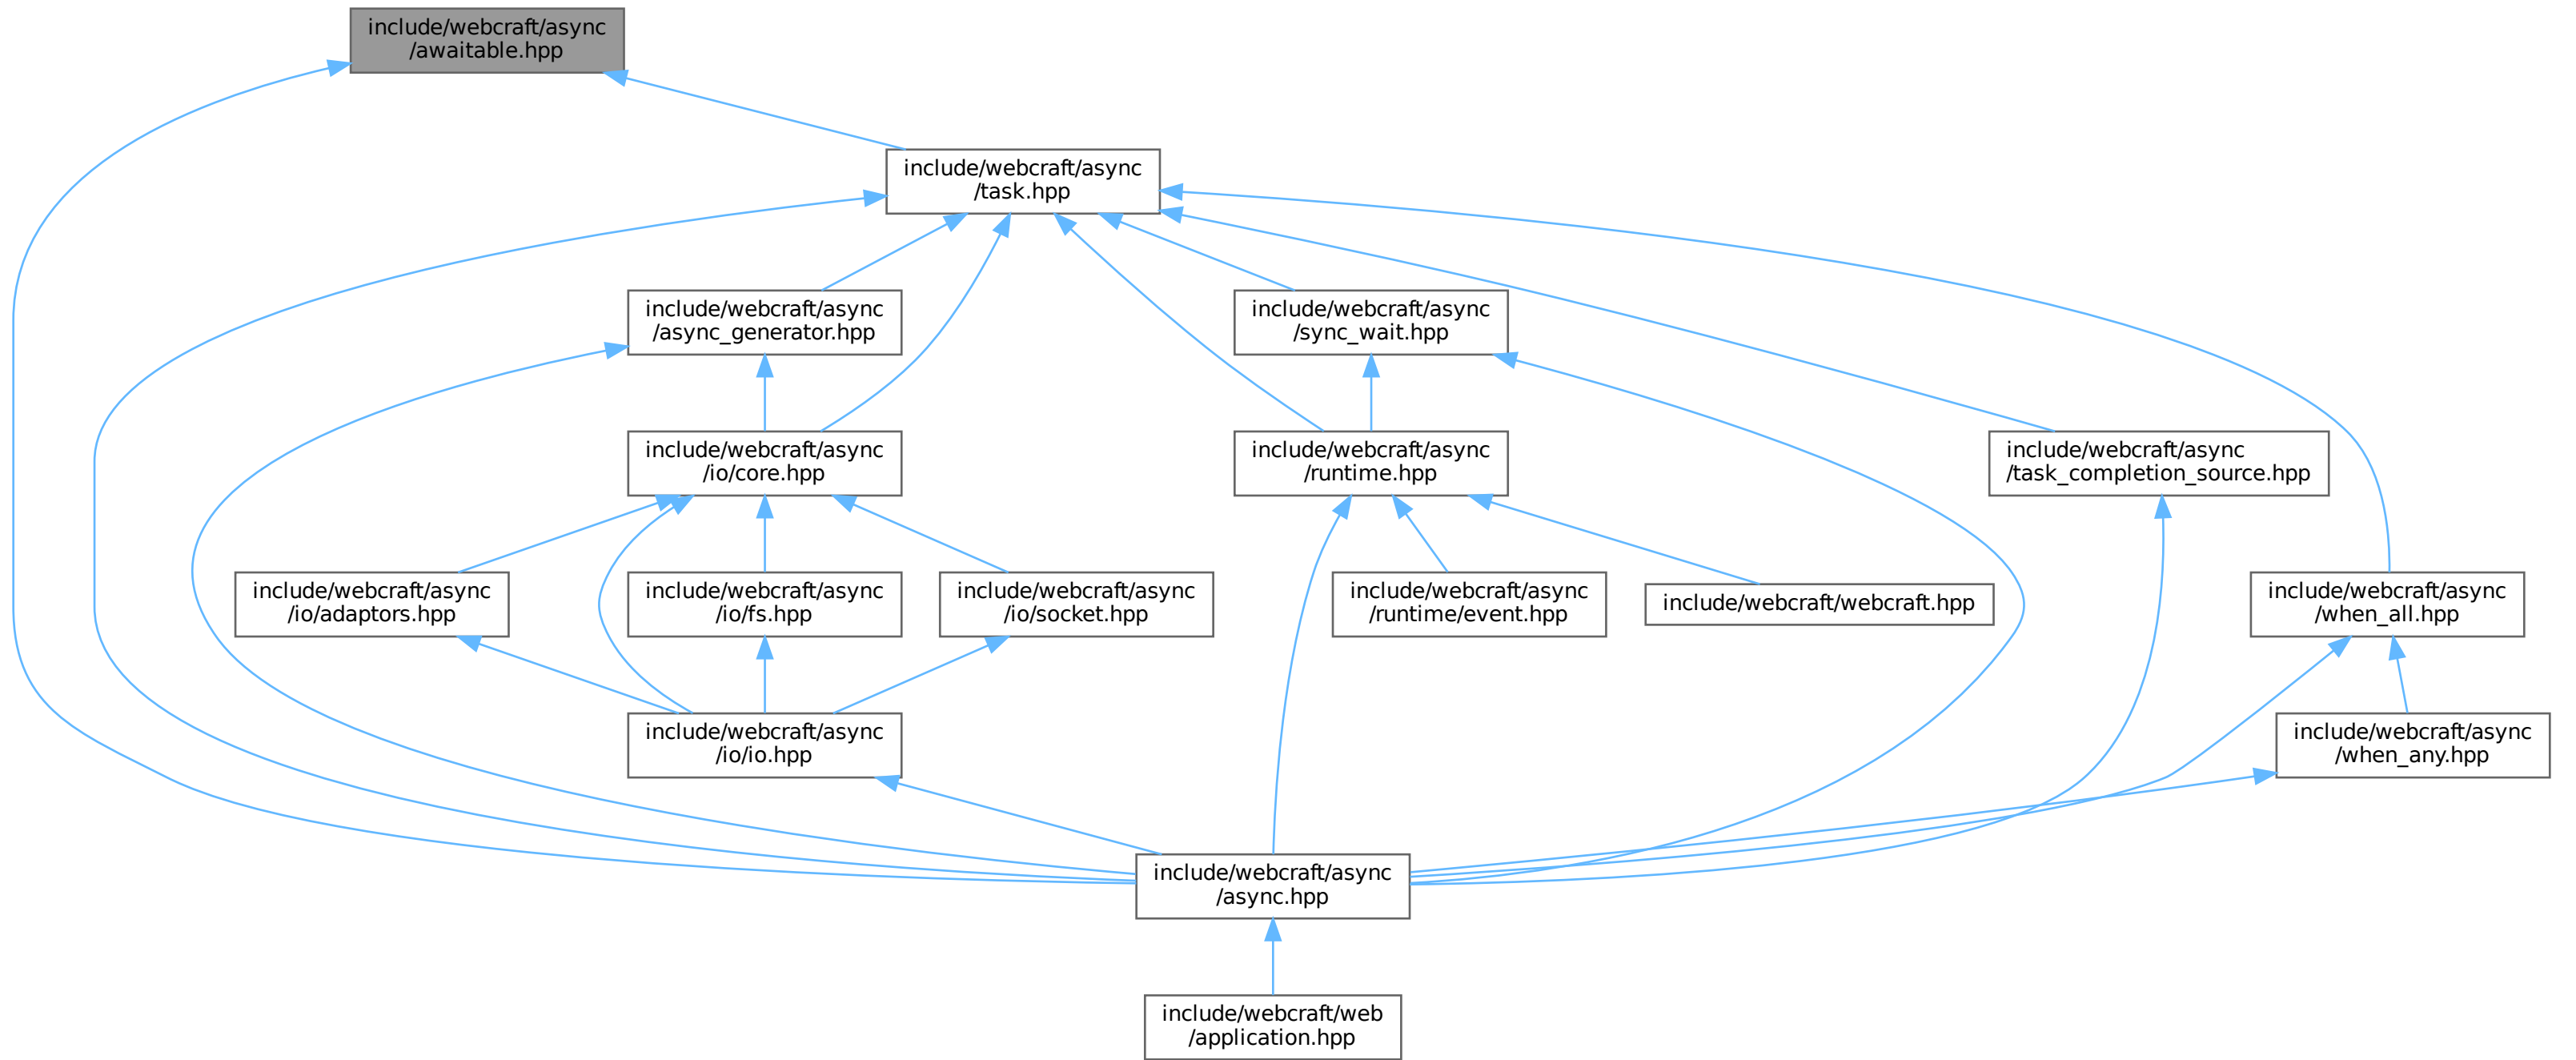 include/webcraft/async
/awaitable.hpp
include/webcraft/async
/task.hpp
include/webcraft/async
/async_generator.hpp
include/webcraft/async
/sync_wait.hpp
include/webcraft/async
/io/core.hpp
include/webcraft/async
/runtime.hpp
include/webcraft/async
/task_completion_source.hpp
include/webcraft/async
/io/adaptors.hpp
include/webcraft/async
/io/fs.hpp
include/webcraft/async
/io/socket.hpp
include/webcraft/async
/runtime/event.hpp
include/webcraft/webcraft.hpp
include/webcraft/async
/when_all.hpp
include/webcraft/async
/io/io.hpp
include/webcraft/async
/when_any.hpp
include/webcraft/async
/async.hpp
include/webcraft/web
/application.hpp